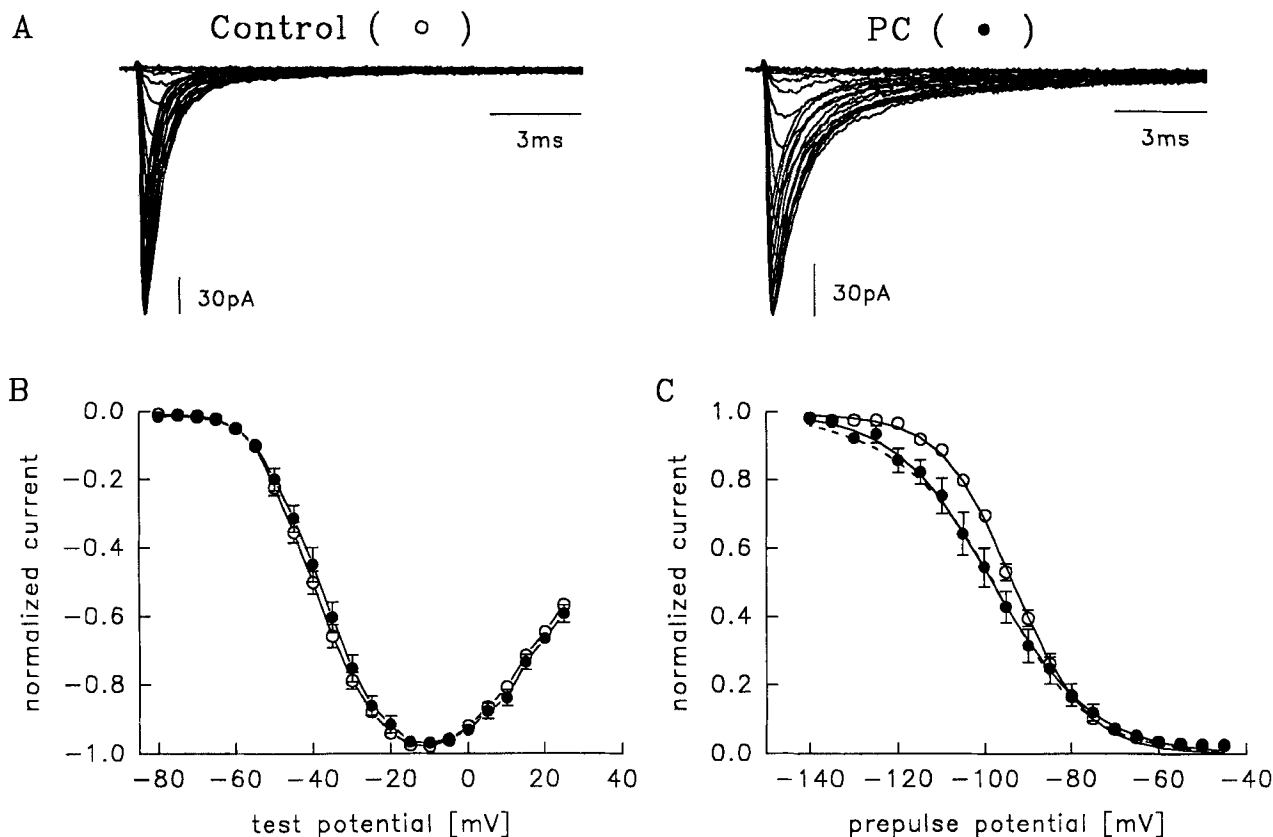 A
Control ( ○ )
PC ( ● )
3ms
3ms
30pA
30pA
B
C
0.0
−0.2
−0.4
−0.6
−0.8
−1.0
normalized current
−80 −60 −40 −20 0 20 40
test potential [mV]
1.0
0.8
0.6
0.4
0.2
0.0
normalized current
−140 −120 −100 −80 −60 −40
prepulse potential [mV]